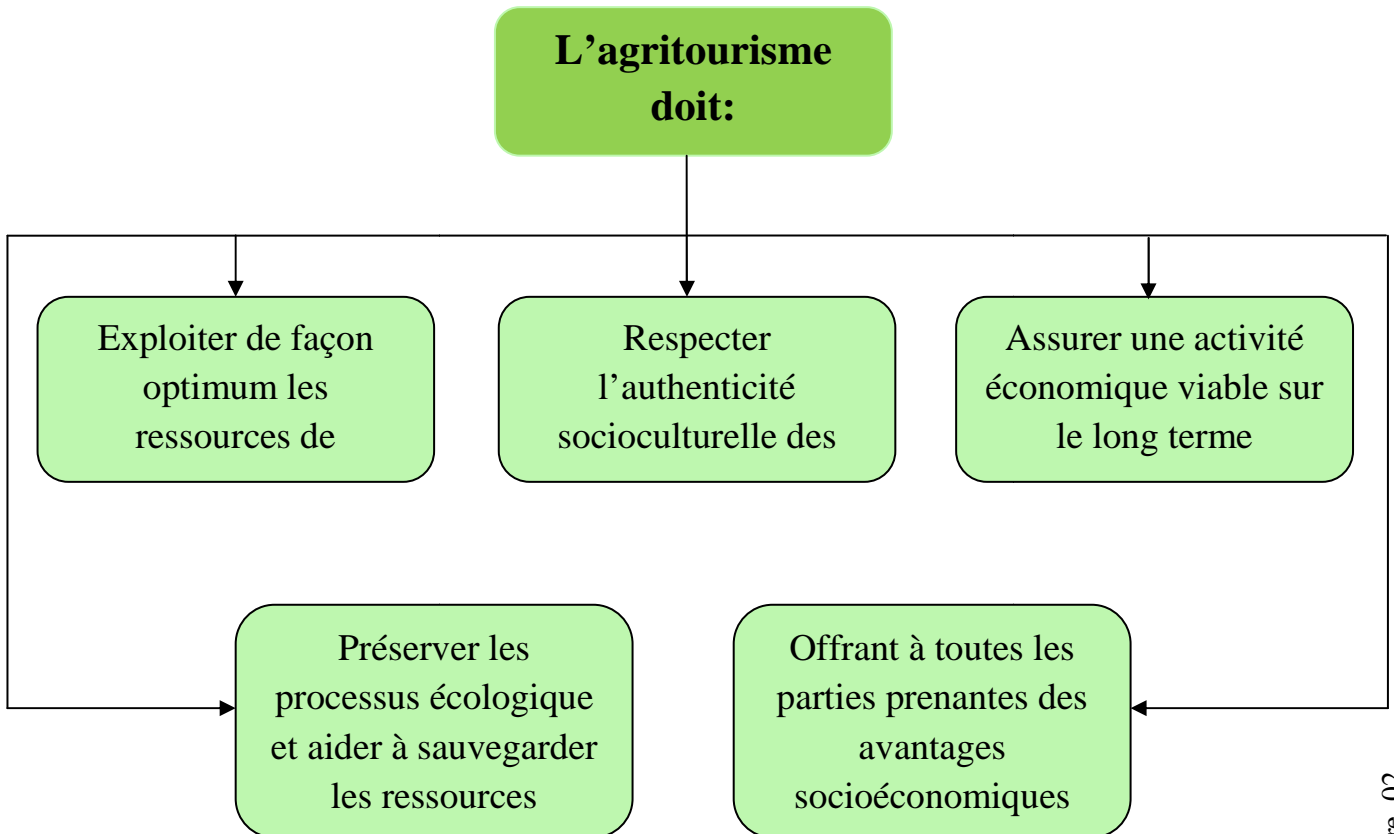 L’agritourisme
doit:
Exploiter de façon
optimum les
ressources de
Respecter
l’authenticité
socioculturelle des
Assurer une activité
économique viable sur
le long terme
Préserver les
processus écologique
et aider à sauvegarder
les ressources
Offrant à toutes les
parties prenantes des
avantages
socioéconomiques
02